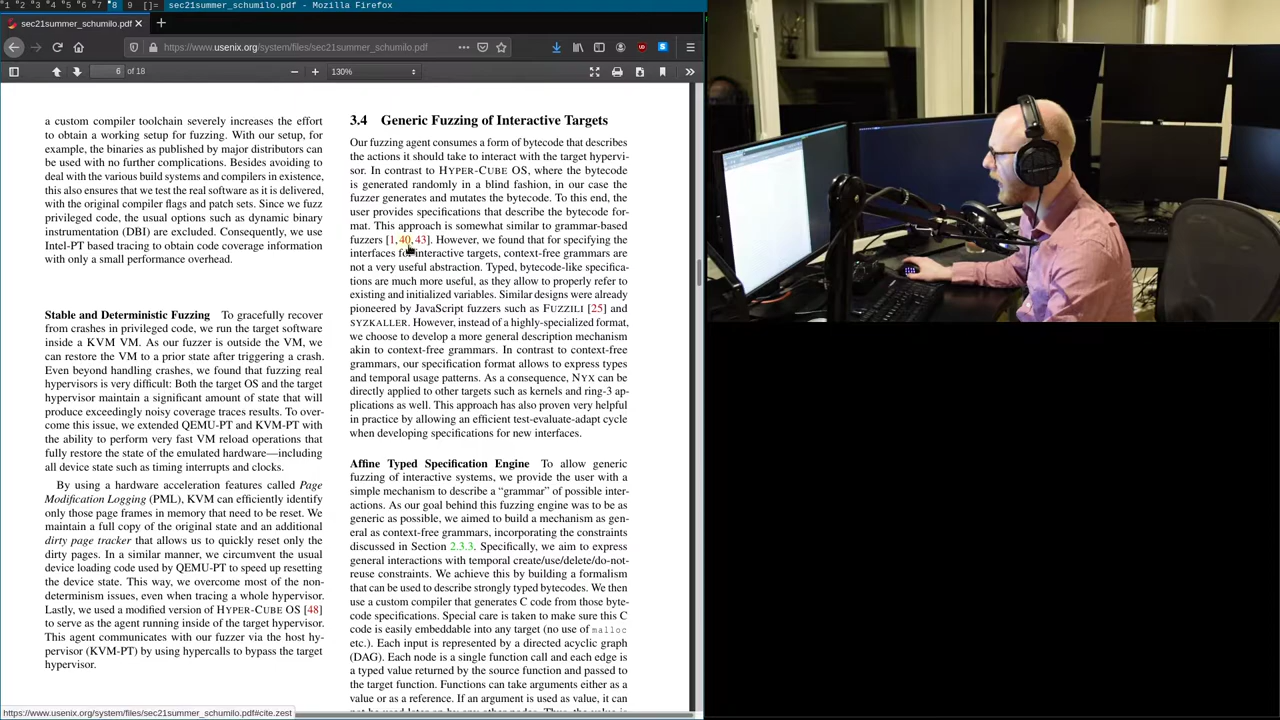 1 2 3 4 5 6 7 8 9 []= sec21summer_schumilo.pdf - Mozilla Firefox
sec21summer_schumilo.pdf
https://www.usenix.org/system/files/sec21summer_schumilo.pdf
6 of 18
130%
a custom compiler toolchain severely increases the effort
to obtain a working setup for fuzzing. With our setup, for
example, the binaries as published by major distributors can
be used with no further complications. Besides avoiding to
deal with the various build systems and compilers in existence,
this also ensures that we test the real software as it is delivered,
with the original compiler flags and patch sets. Since we fuzz
privileged code, the usual options such as dynamic binary
instrumentation (DBI) are excluded. Consequently, we use
Intel-PT based tracing to obtain code coverage information
with only a small performance overhead.
Stable and Deterministic Fuzzing To gracefully recover
from crashes in privileged code, we run the target software
inside a KVM VM. As our fuzzer is outside the VM, we
can restore the VM to a prior state after triggering a crash.
Even beyond handling crashes, we found that fuzzing real
hypervisors is very difficult: Both the target OS and the target
hypervisor maintain a significant amount of state that will
produce exceedingly noisy coverage traces results. To over-
come this issue, we extended QEMU-PT and KVM-PT with
the ability to perform very fast VM reload operations that
fully restore the state of the emulated hardware—including
all device state such as timing interrupts and clocks.
By using a hardware acceleration features called Page
Modification Logging (PML), KVM can efficiently identify
only those page frames in memory that need to be reset. We
maintain a full copy of the original state and an additional
dirty page tracker that allows us to quickly reset only the
dirty pages. In a similar manner, we circumvent the usual
device loading code used by QEMU-PT to speed up resetting
the device state. This way, we overcome most of the non-
determinism issues, even when tracing a whole hypervisor.
Lastly, we used a modified version of HYPER-CUBE OS [48]
to serve as the agent running inside of the target hypervisor.
This agent communicates with our fuzzer via the host hy-
pervisor (KVM-PT) by using hypercalls to bypass the target
hypervisor.
3.4 Generic Fuzzing of Interactive Targets
Our fuzzing agent consumes a form of bytecode that describes
the actions it should take to interact with the target hypervi-
sor. In contrast to HYPER-CUBE OS, where the bytecode
is generated randomly in a blind fashion, in our case the
fuzzer generates and mutates the bytecode. To this end, the
user provides specifications that describe the bytecode for-
mat. This approach is somewhat similar to grammar-based
fuzzers [1, 40, 43]. However, we found that for specifying the
interfaces for interactive targets, context-free grammars are
not a very useful abstraction. Typed, bytecode-like specifica-
tions are much more useful, as they allow to properly refer to
existing and initialized variables. Similar designs were already
pioneered by JavaScript fuzzers such as FUZZILI [25] and
SYZKALLER. However, instead of a highly-specialized format,
we choose to develop a more general description mechanism
akin to context-free grammars. In contrast to context-free
grammars, our specification format allows to express types
and temporal usage patterns. As a consequence, NYX can be
directly applied to other targets such as kernels and ring-3 ap-
plications as well. This approach has also proven very helpful
in practice by allowing an efficient test-evaluate-adapt cycle
when developing specifications for new interfaces.
Affine Typed Specification Engine To allow generic
fuzzing of interactive systems, we provide the user with a
simple mechanism to describe a “grammar” of possible inter-
actions. As our goal behind this fuzzing engine was to be as
generic as possible, we aimed to build a mechanism as gen-
eral as context-free grammars, incorporating the constraints
discussed in Section 2.3.3. Specifically, we aim to express
general interactions with temporal create/use/delete/do-not-
reuse constraints. We achieve this by building a formalism
that can be used to describe strongly typed bytecodes. We then
use a custom compiler that generates C code from those byte-
code specifications. Special care is taken to make sure this C
code is easily embeddable into any target (no use of malloc
etc.). Each input is represented by a directed acyclic graph
(DAG). Each node is a single function call and each edge is
a typed value returned by the source function and passed to
the target function. Functions can take arguments either as a
value or as a reference. If an argument is used as value, it can
https://www.usenix.org/system/files/sec21summer_schumilo.pdf#cite.zest